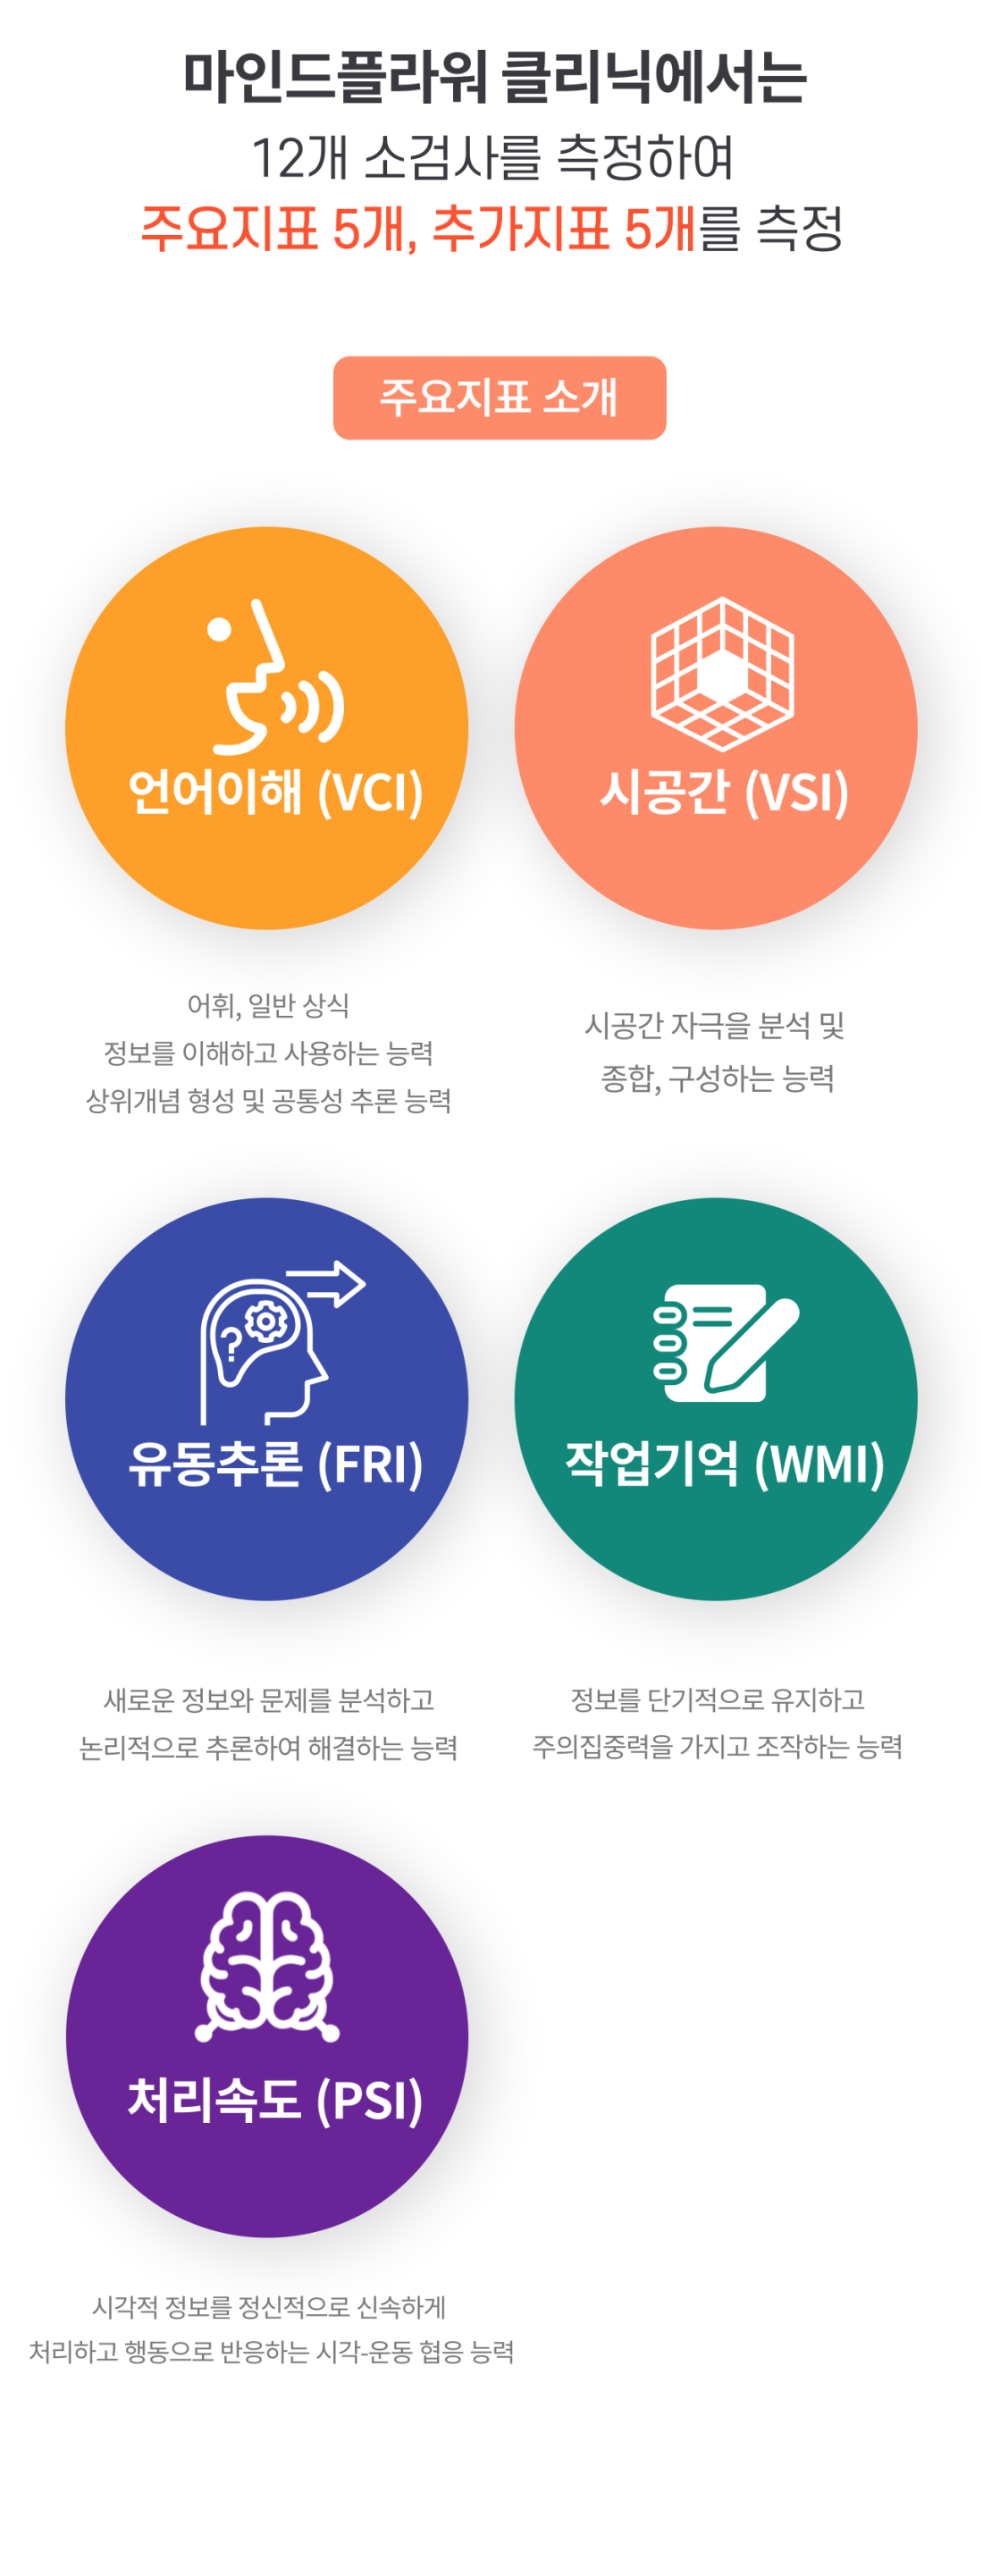 마인드플라워 클리닉에서는
12개 소검사를 측정하여
주요지표 5개, 추가지표 5개를 측정
주요지표 소개
언어이해 (VCI)
어휘, 일반 상식
정보를 이해하고 사용하는 능력
상위개념 형성 및 공통성 추론 능력
시공간 (VSI)
시공간 자극을 분석 및
종합, 구성하는 능력
?
유동추론 (FRI)
새로운 정보와 문제를 분석하고
논리적으로 추론하여 해결하는 능력
작업기억 (WMI)
정보를 단기적으로 유지하고
주의집중력을 가지고 조작하는 능력
처리속도 (PSI)
시각적 정보를 정신적으로 신속하게
처리하고 행동으로 반응하는 시각-운동 협응 능력